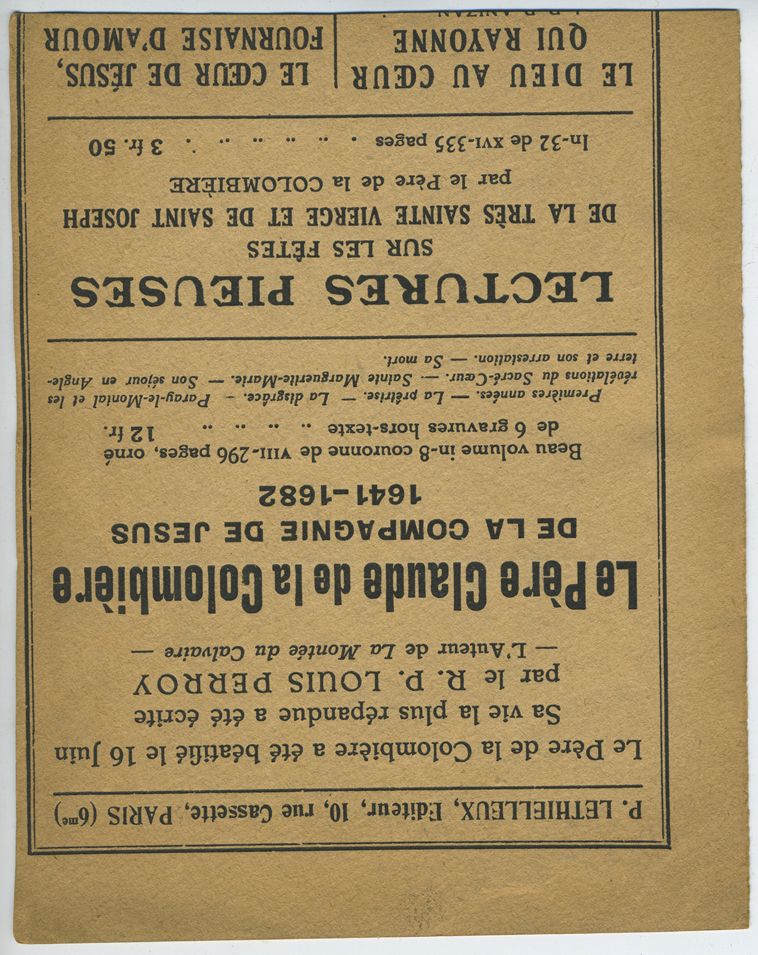 P. LETHIELLEUX, Editeur, 10, rue Cassette, PARIS (6me)
Le Père de la Colombière a été béatifié le 16 Juin
Sa vie la plus répandue a été écrite
par le R. P. LOUIS PERROY
— L'Auteur de La Montée du Calvaire —
Le Père Claude de la Colombière
DE LA COMPAGNIE DE JESUS
1641-1682
Beau volume in-8 couronne de VIII-296 pages, orné
de 6 gravures hors-texte .. .. .. .. 12 fr.
Premières années. — La prêtrise. — La disgrâce. — Paray-le-Monial et les
révélations du Sacré-Cœur. — Sainte Marguerite-Marie. — Son séjour en Angle-
terre et son arrestation. — Sa mort.
LECTURES PIEUSES
SUR LES FÊTES
DE LA TRÈS SAINTE VIERGE ET DE SAINT JOSEPH
par le Père de la COLOMBIÈRE
In-32 de XVI-335 pages . .. .. .. .. . 3 fr. 50
LE DIEU AU CŒUR
QUI RAYONNE
LE CŒUR DE JÉSUS,
FOURNAISE D'AMOUR